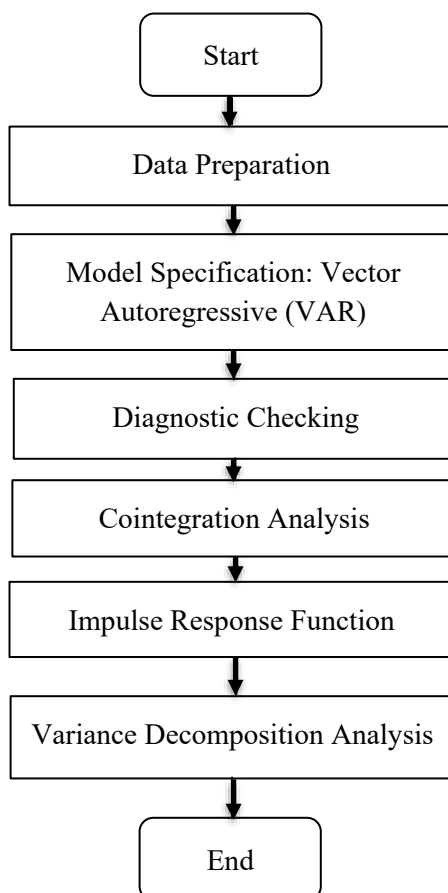 Start
Data Preparation
Model Specification: Vector
Autoregressive (VAR)
Diagnostic Checking
Cointegration Analysis
Impulse Response Function
Variance Decomposition Analysis
End